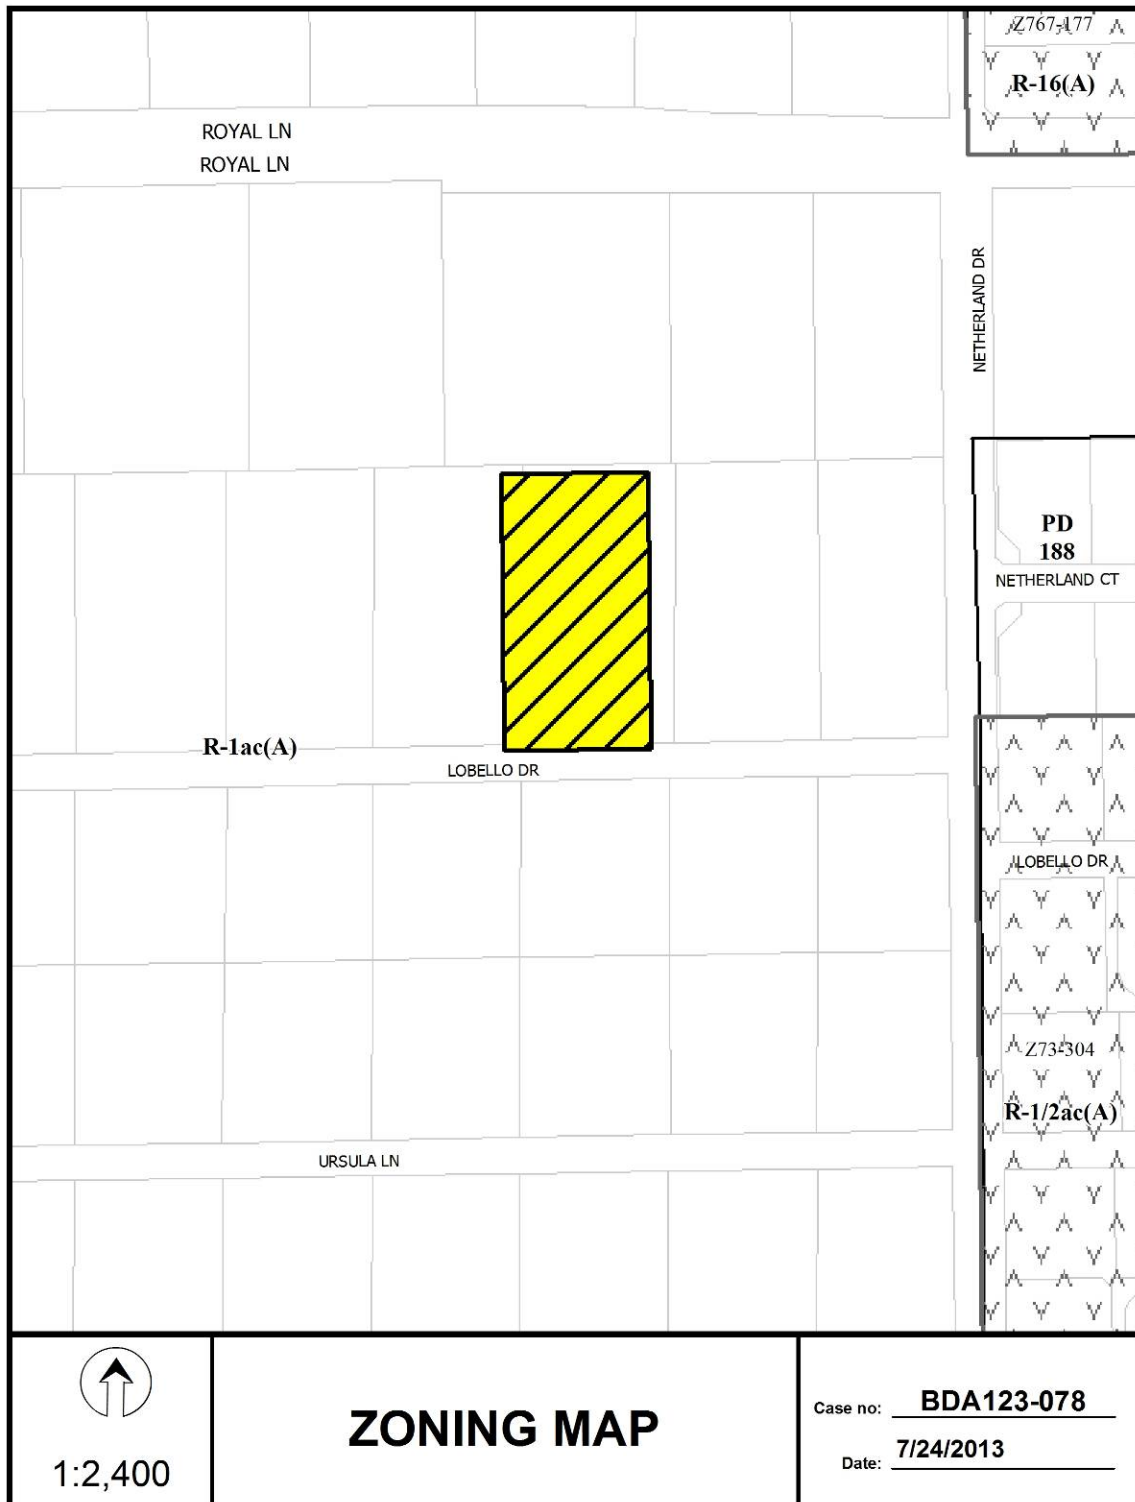 Z767-177
R-16(A)
ROYAL LN
ROYAL LN
NETHERLAND DR
PD
188
NETHERLAND CT
R-1ac(A)
LOBELLO DR
LOBELLO DR
Z73-304
R-1/2ac(A)
URSULA LN
1:2,400
ZONING MAP
Case no: BDA123-078
Date: 7/24/2013